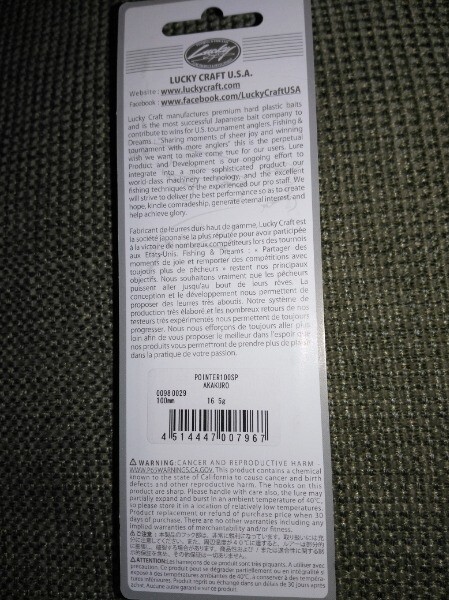 Lucky
LUCKY CRAFT U.S.A.
Website: www.luckycraft.com
Facebook: www.facebook.com/LuckyCraftUSA
Lucky Craft manufactures premium hard plastic baits
and is the most successful Japanese bait company to
contribute to wins for U.S. tournament anglers. Fishing &
Dreams : "Sharing moments of sheer joy and winning
tournament with more anglers" this is the perpetual
wish we want to make come true for our users. Lure
Product and Development is our ongoing effort to
integrate into a more sophisticated product, our
world-class machinery technology, and the excellent
fishing techniques of the experienced our pro staff. We
will strive to deliver the best performance so as to create
hope, kindle comradeship, generate eternal interest, and
help achieve glory.
Fabricant de leurres durs haut de gamme, Lucky Craft est
la société japonaise la plus réputée pour avoir participée
à la victoire de nombreux compétiteurs lors des tournois
aux Etats-Unis. Fishing & Dreams : « Partager des
moments de joie et remporter des compétitions avec
toujours plus de pêcheurs » restent nos principaux
objectifs. Nous souhaitons vraiment que les pêcheurs
puissent aller jusqu'au bout de leurs rêves. La
conception et le développement nous permettent de
proposer des leurres très aboutis. Notre système de
production très élaboré et les nombreux retours de nos
testeurs très expérimentés nous permettent de toujours
progresser. Nous nous efforçons de toujours aller plus
loin afin de vous proposer le meilleur dans l'espoir que
nos produits vous permettront de prendre plus de plaisir
dans la pratique de votre passion.
POINTER100SP
AKAKURO
00980029
100mm 16.5g
4 514447 007967
⚠WARNING:CANCER AND REPRODUCTIVE HARM
WWW.P65WARNINGS.CA.GOV. This product contains a chemical
known to the state of California to cause cancer and birth
defects and other reproductive harm. The hooks on this
product are sharp. Please handle with care also, the lure may
partially expand and burst in an ambient temperature of 40℃,
so please store it in a location of relatively low temperatures.
Product replacement or refund of purchase price when 30
days of purchase. There are no other warranties including any
implied warranties of merchantability and/or fitness.
⚠ATTENTION:Les hameçons de ce produit sont très piquants. A utiliser avec